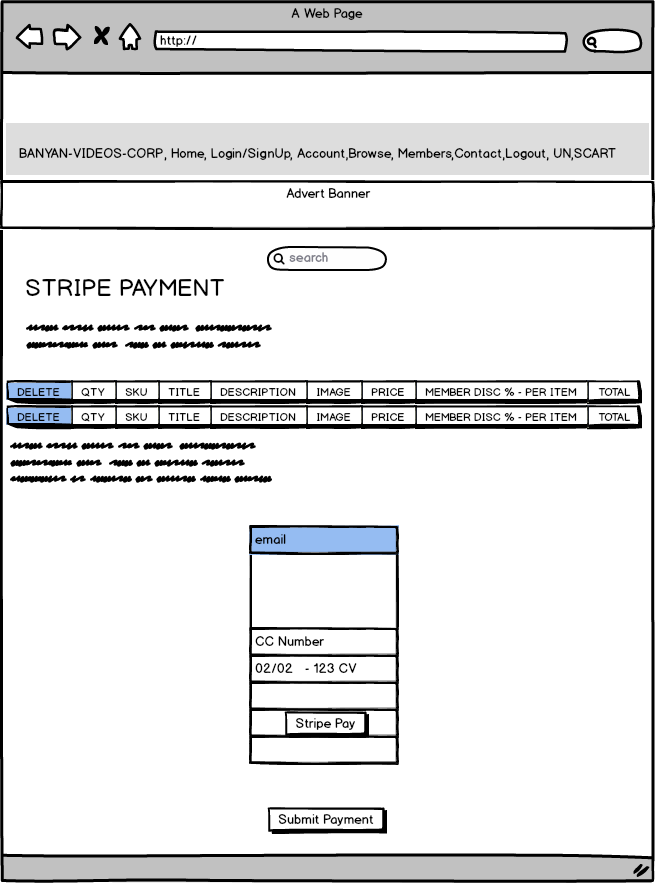 A Web Page
http://
BANYAN-VIDEOS-CORP, Home, Login/SignUp, Account,Browse, Members,Contact,Logout, UN,SCART
Advert Banner
search
STRIPE PAYMENT
DELETE QTY SKU TITLE DESCRIPTION IMAGE PRICE MEMBER DISC % - PER ITEM TOTAL
DELETE QTY SKU TITLE DESCRIPTION IMAGE PRICE MEMBER DISC % - PER ITEM TOTAL
email
CC Number
02/02 - 123 CV
Stripe Pay
Submit Payment